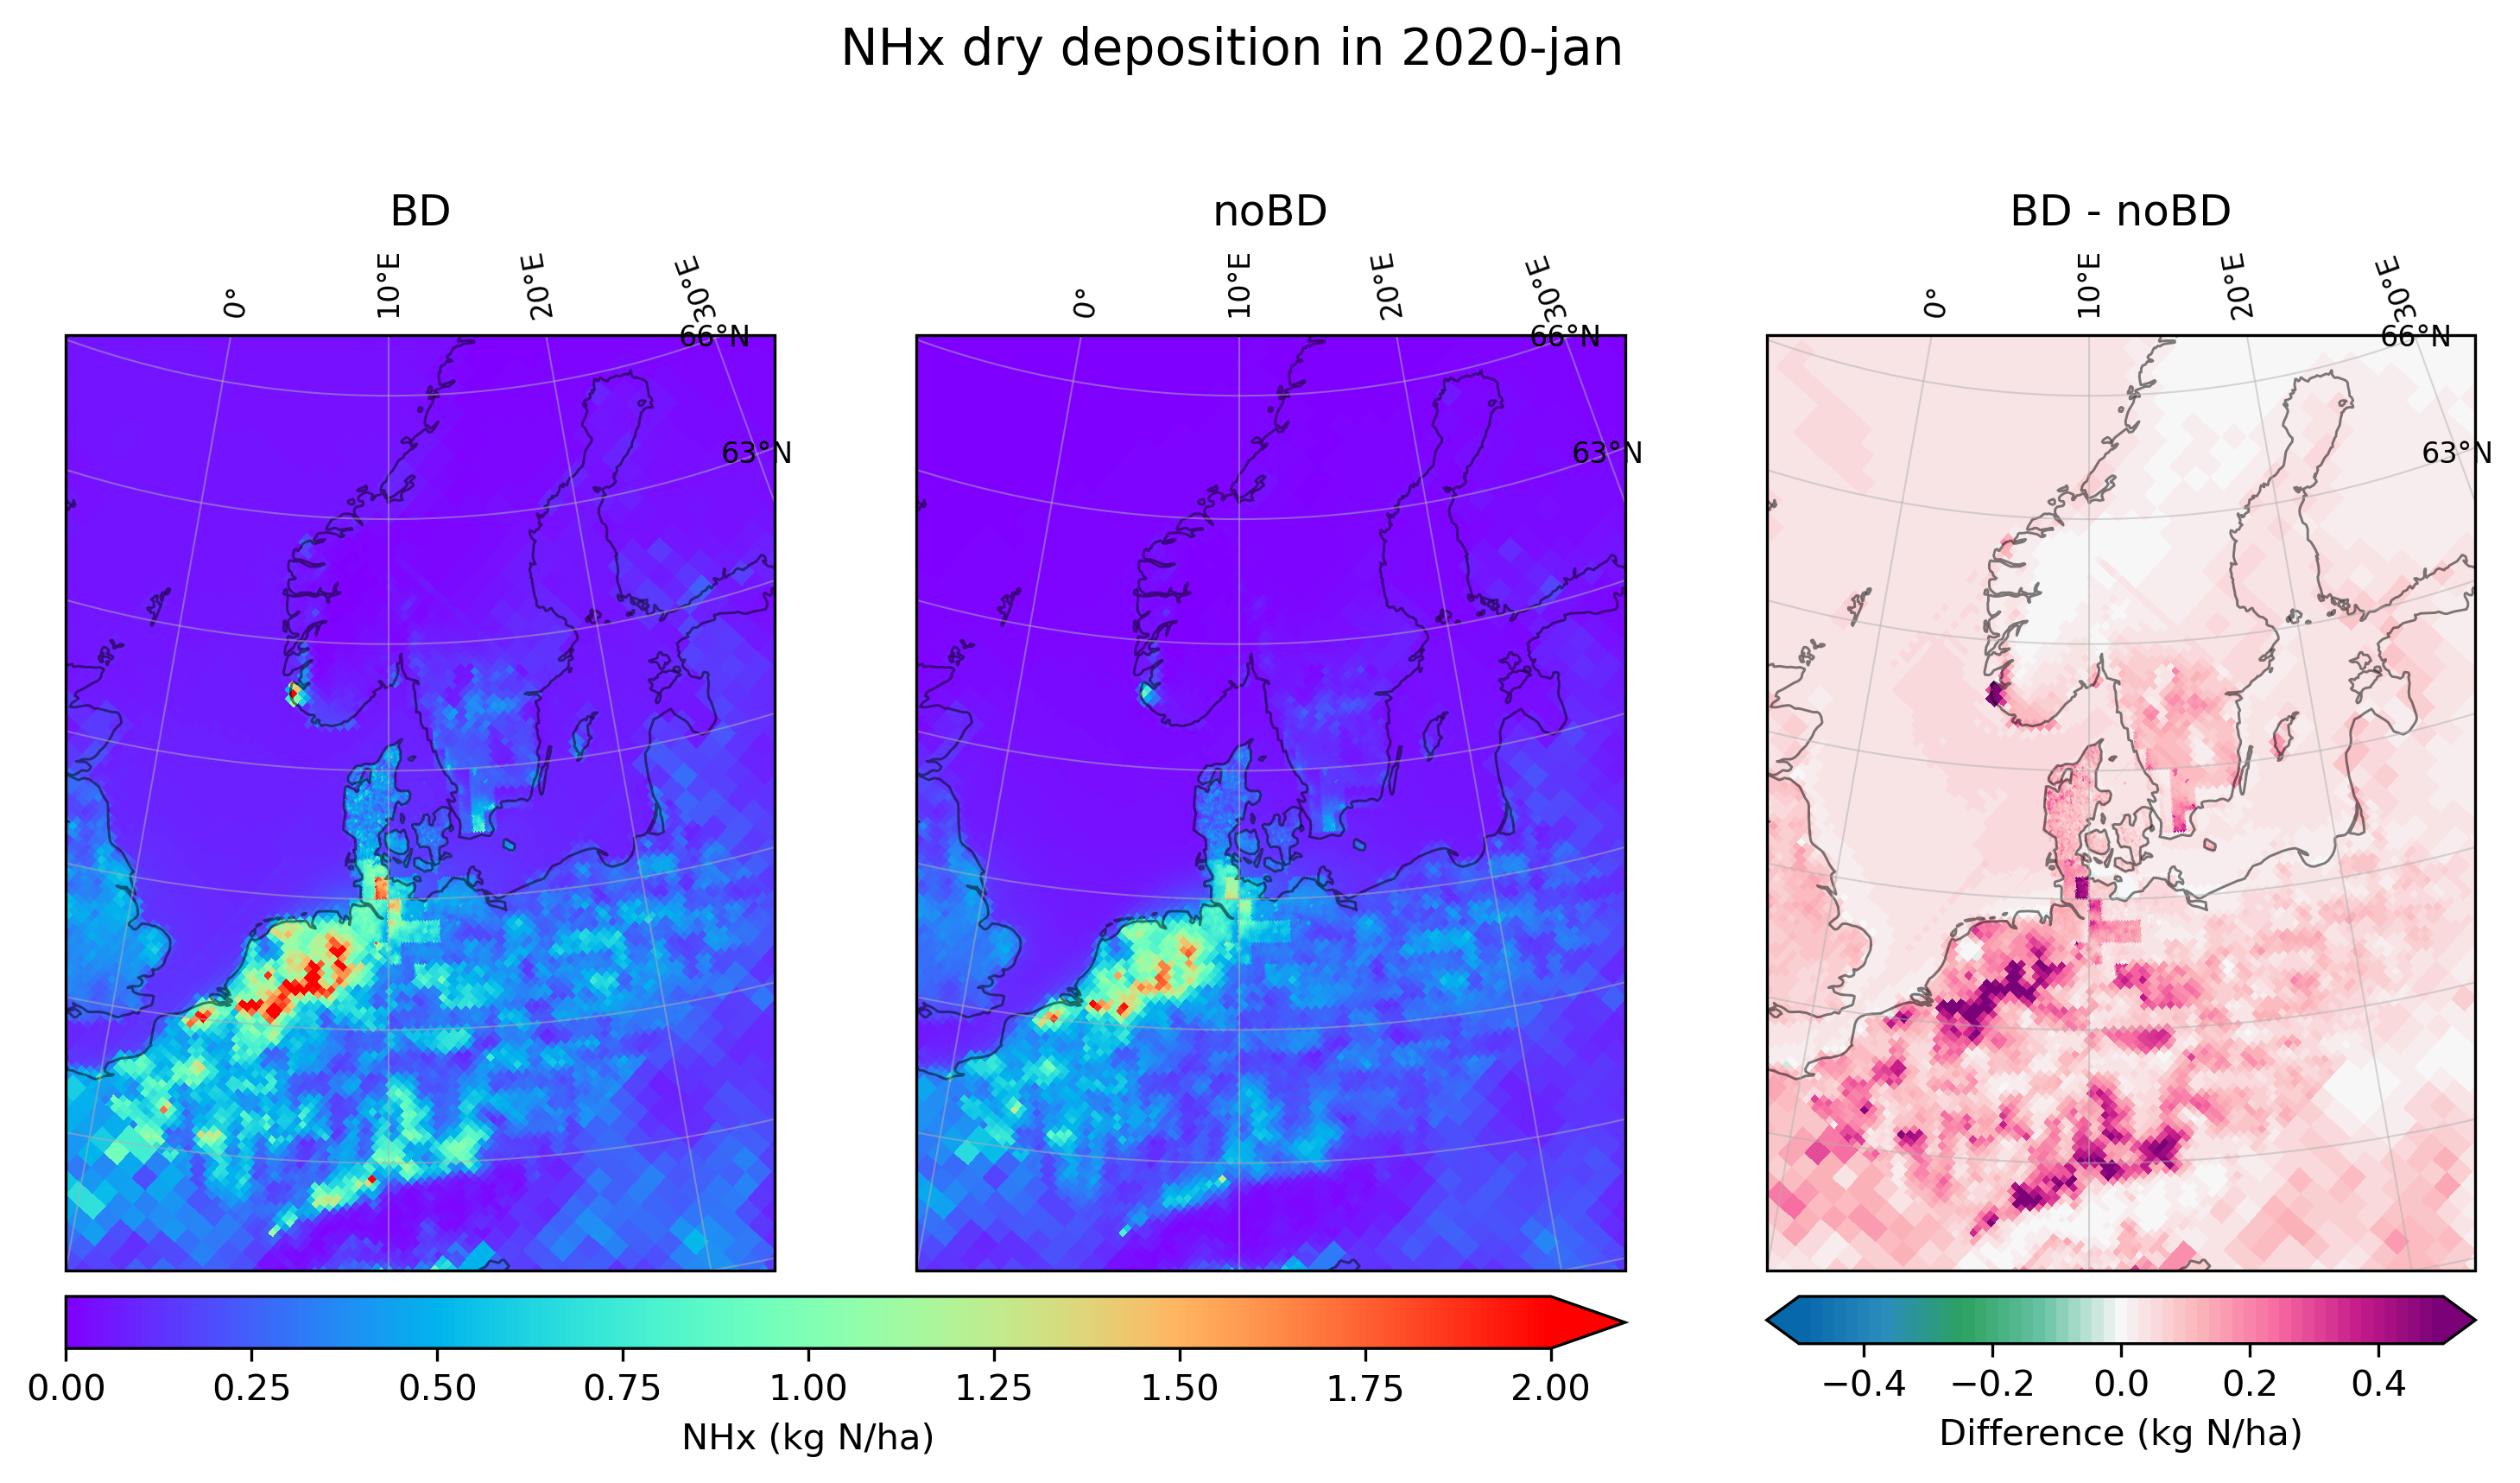 NHx dry deposition in 2020-jan
BD
noBD
BD - noBD
0°
10°E
20°E
30°E
66°N
63°N
0°
10°E
20°E
30°E
66°N
63°N
0°
10°E
20°E
30°E
66°N
63°N
0.00 0.25 0.50 0.75 1.00 1.25 1.50 1.75 2.00
NHx (kg N/ha)
−0.4 −0.2 0.0 0.2 0.4
Difference (kg N/ha)